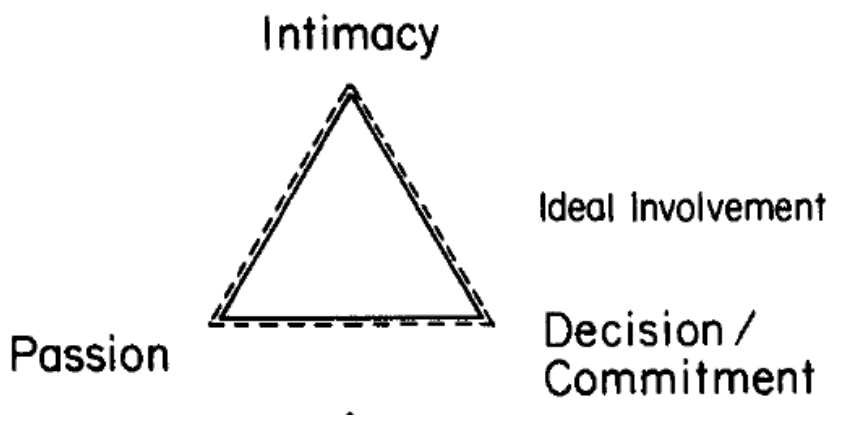 Intimacy
Ideal Involvement
Passion
Decision /
Commitment